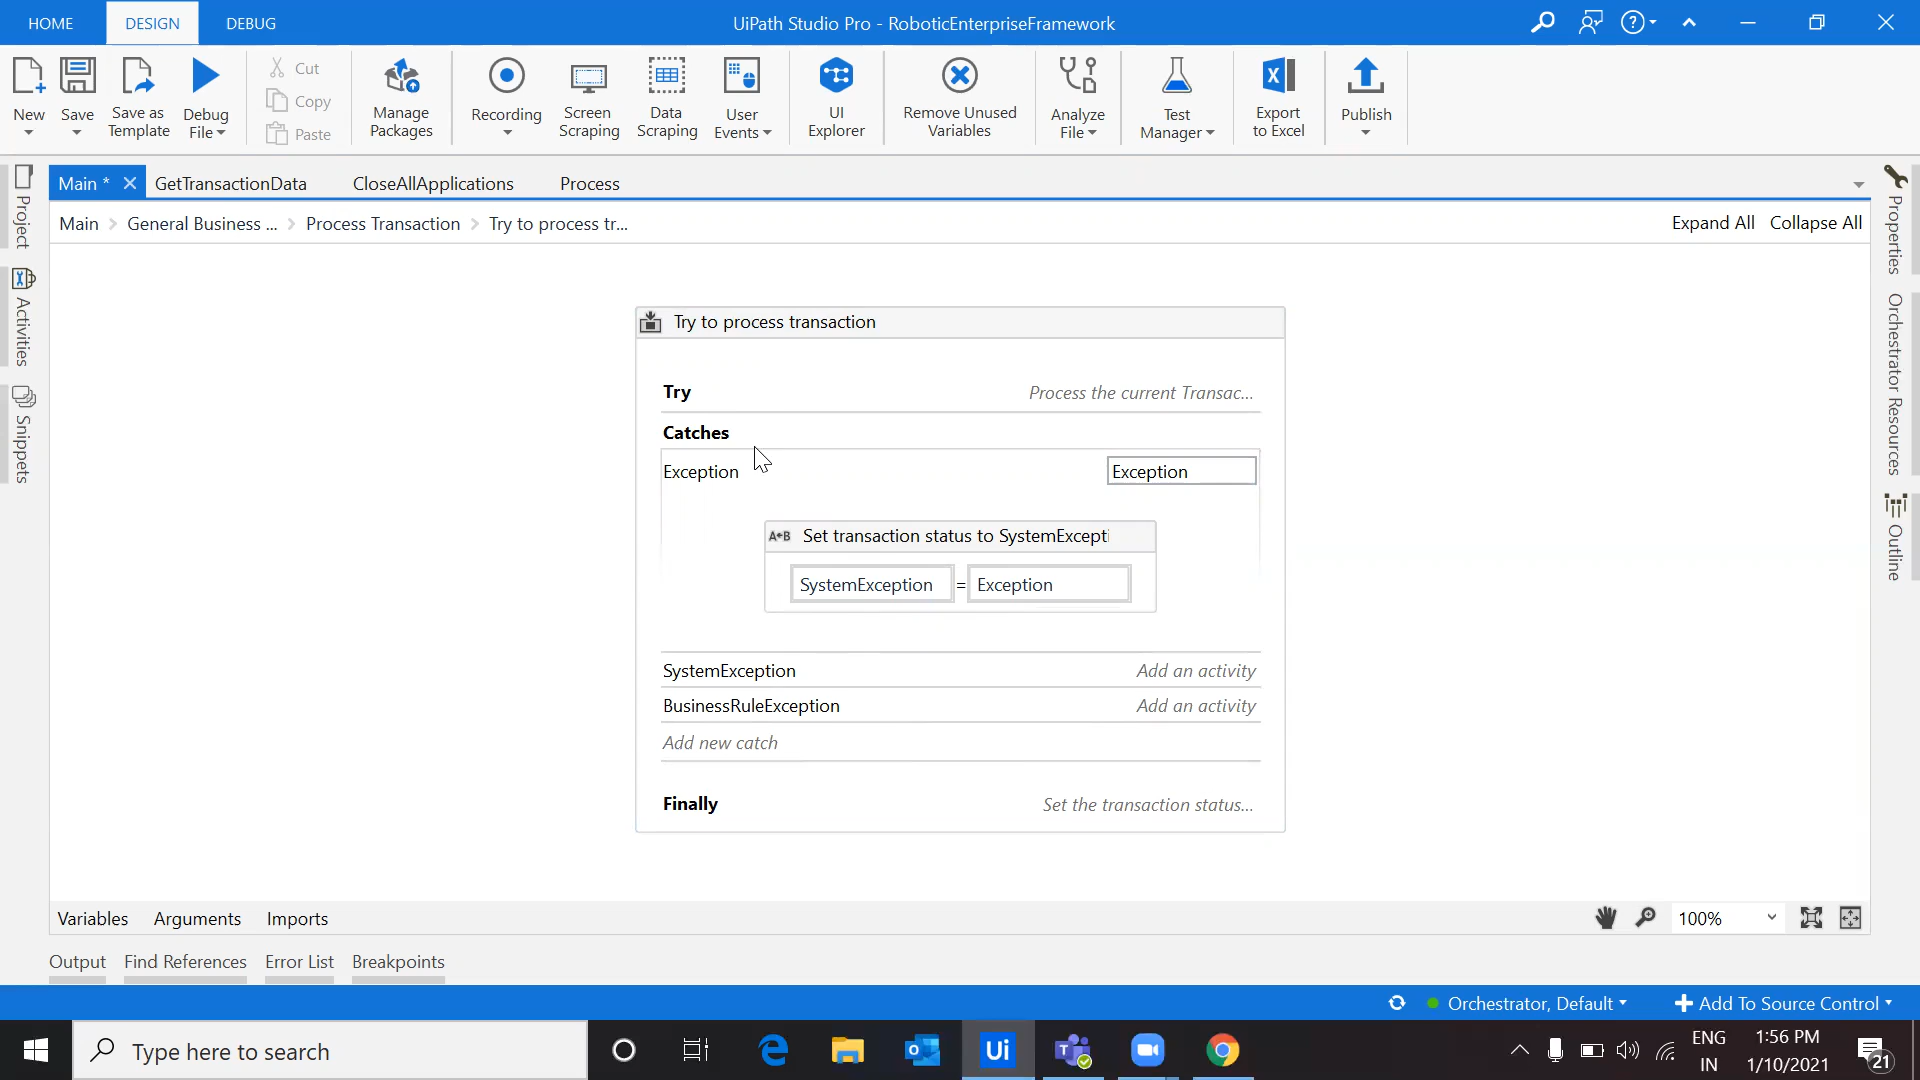 HOME
DESIGN
DEBUG
UiPath Studio Pro - RoboticEnterpriseFramework
New
Save
Save as
Template
Debug
File
Cut
Copy
Paste
Manage
Packages
Recording
Screen
Scraping
Data
Scraping
User
Events
UI
Explorer
Remove Unused
Variables
Analyze
File
Test
Manager
Export
to Excel
Publish
Main *
GetTransactionData
CloseAllApplications
Process
Main > General Business ... > Process Transaction > Try to process tr...
Expand All
Collapse All
Project
Activities
Snippets
Properties
Orchestrator Resources
Outline
Try to process transaction
Try
Process the current Transac...
Catches
Exception
Exception
A←B Set transaction status to SystemExcepti
SystemException = Exception
SystemException
Add an activity
BusinessRuleException
Add an activity
Add new catch
Finally
Set the transaction status...
Variables
Arguments
Imports
100%
Output
Find References
Error List
Breakpoints
Orchestrator, Default
Add To Source Control
Type here to search
Ui
ENG
IN
1:56 PM
1/10/2021
21